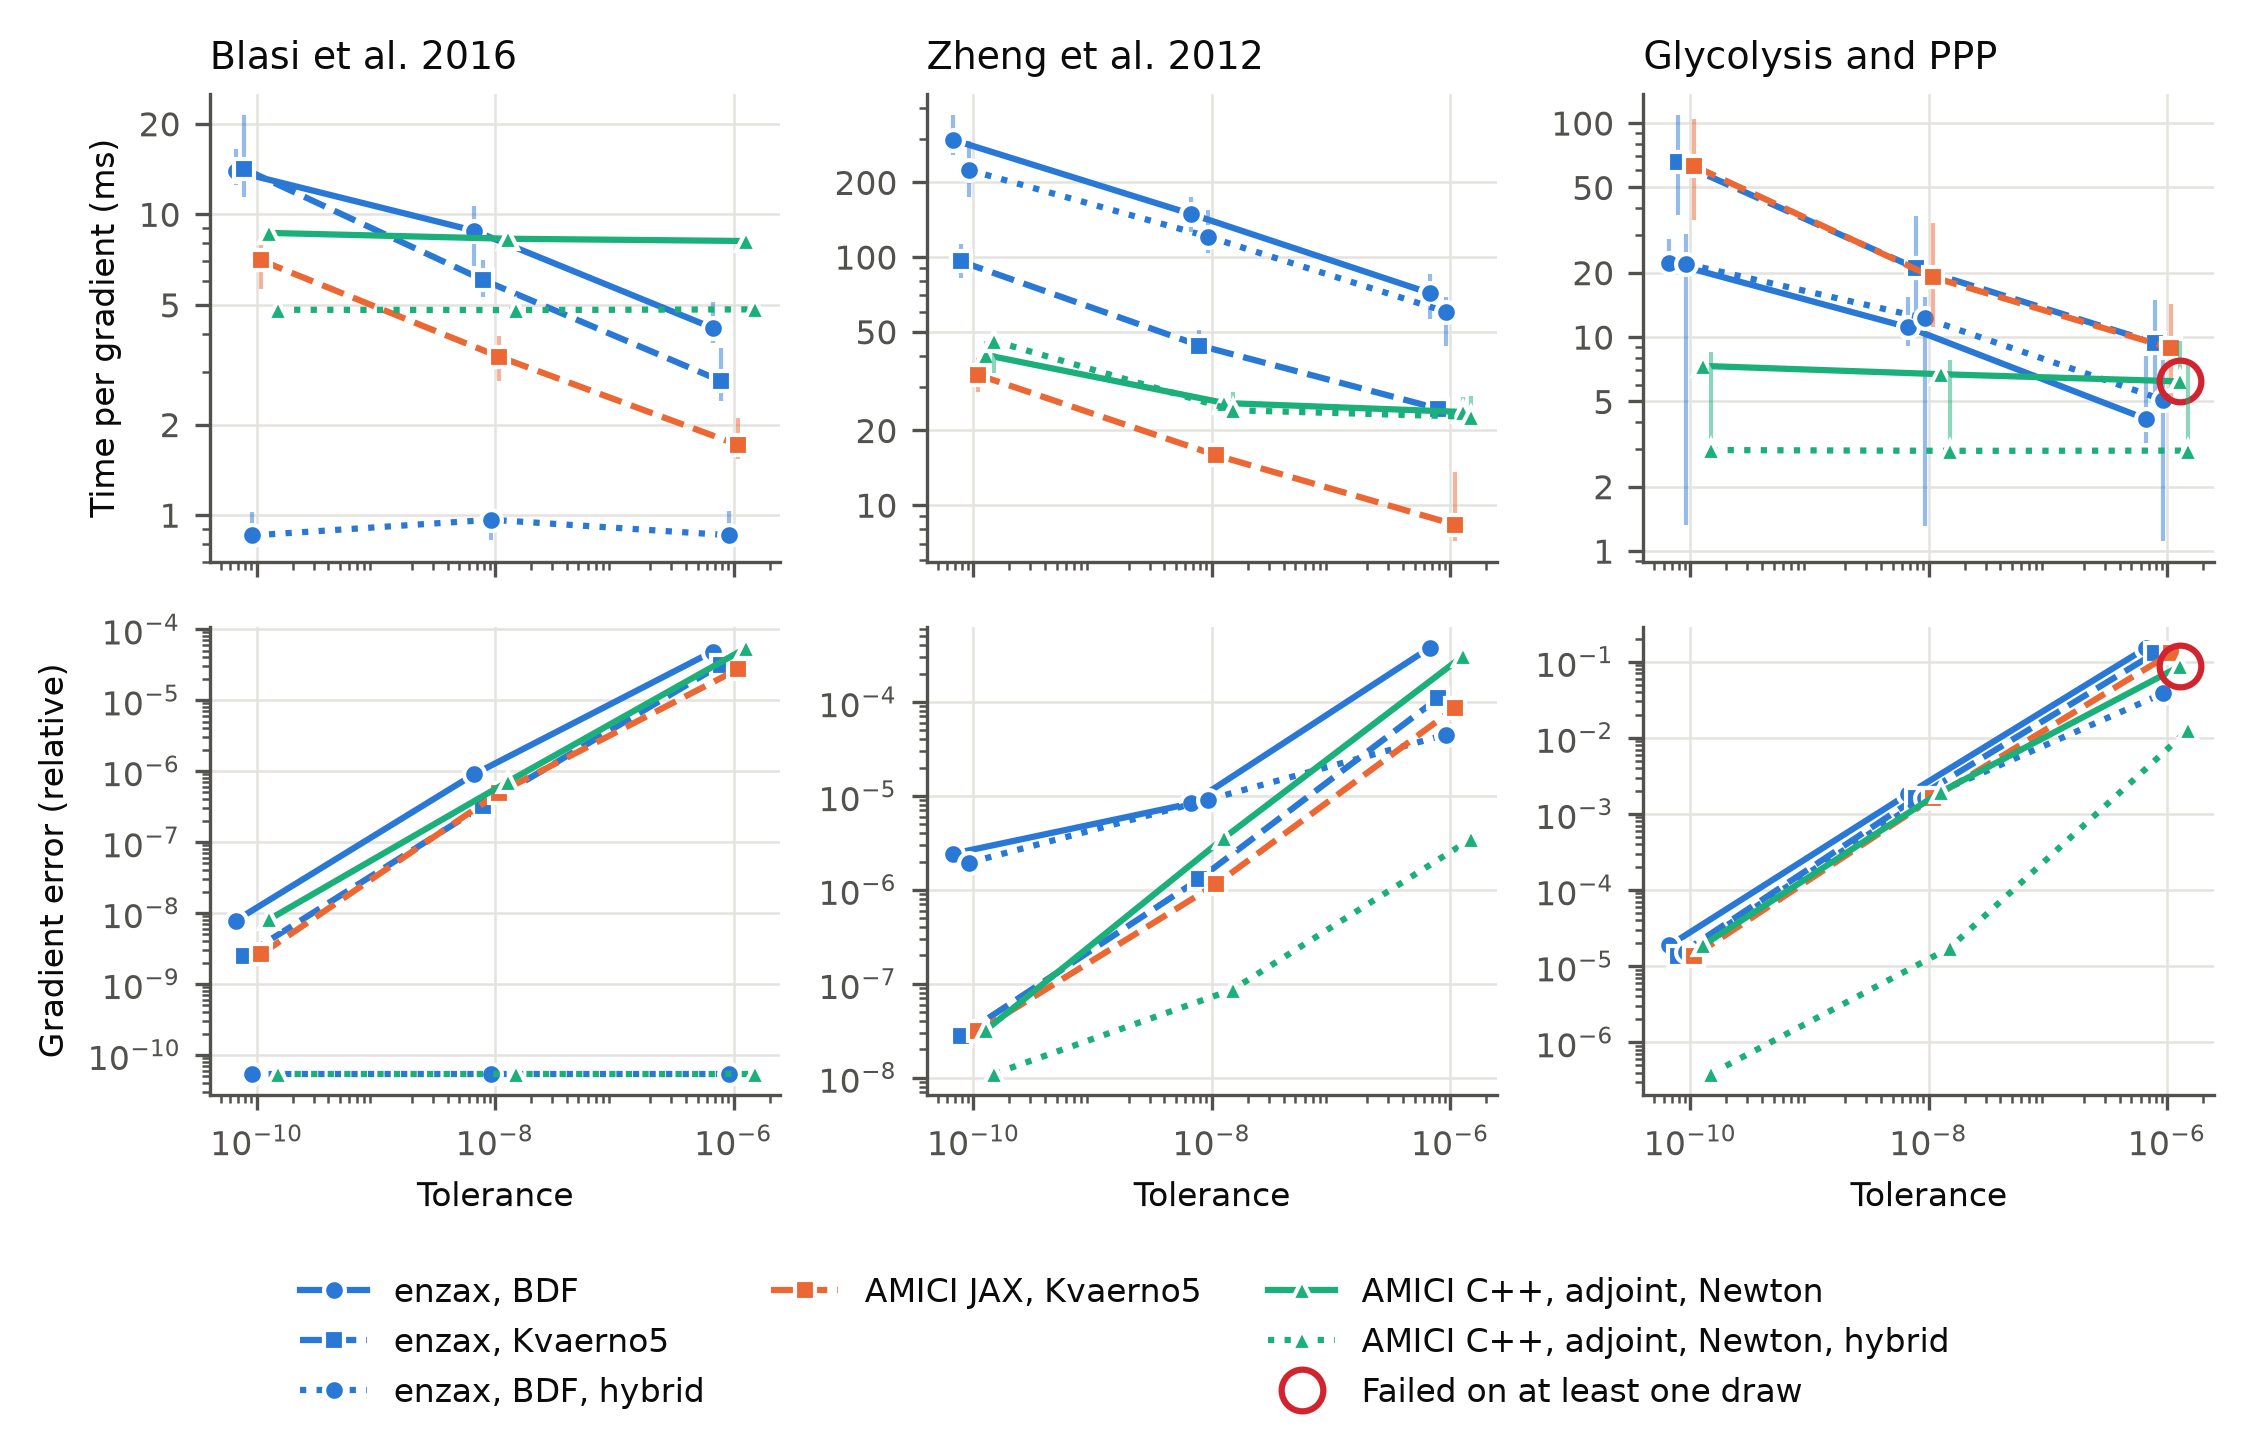 Blasi et al. 2016
Zheng et al. 2012
Glycolysis and PPP
Time per gradient (ms)
20
10
5
2
1
200
100
50
20
10
100
50
20
10
5
2
1
Gradient error (relative)
10⁻⁴
10⁻⁵
10⁻⁶
10⁻⁷
10⁻⁸
10⁻⁹
10⁻¹⁰
10⁻⁴
10⁻⁵
10⁻⁶
10⁻⁷
10⁻⁸
10⁻¹
10⁻²
10⁻³
10⁻⁴
10⁻⁵
10⁻⁶
10⁻¹⁰ 10⁻⁸ 10⁻⁶
10⁻¹⁰ 10⁻⁸ 10⁻⁶
10⁻¹⁰ 10⁻⁸ 10⁻⁶
Tolerance
Tolerance
Tolerance
enzax, BDF
enzax, Kvaerno5
enzax, BDF, hybrid
AMICI JAX, Kvaerno5
AMICI C++, adjoint, Newton
AMICI C++, adjoint, Newton, hybrid
Failed on at least one draw